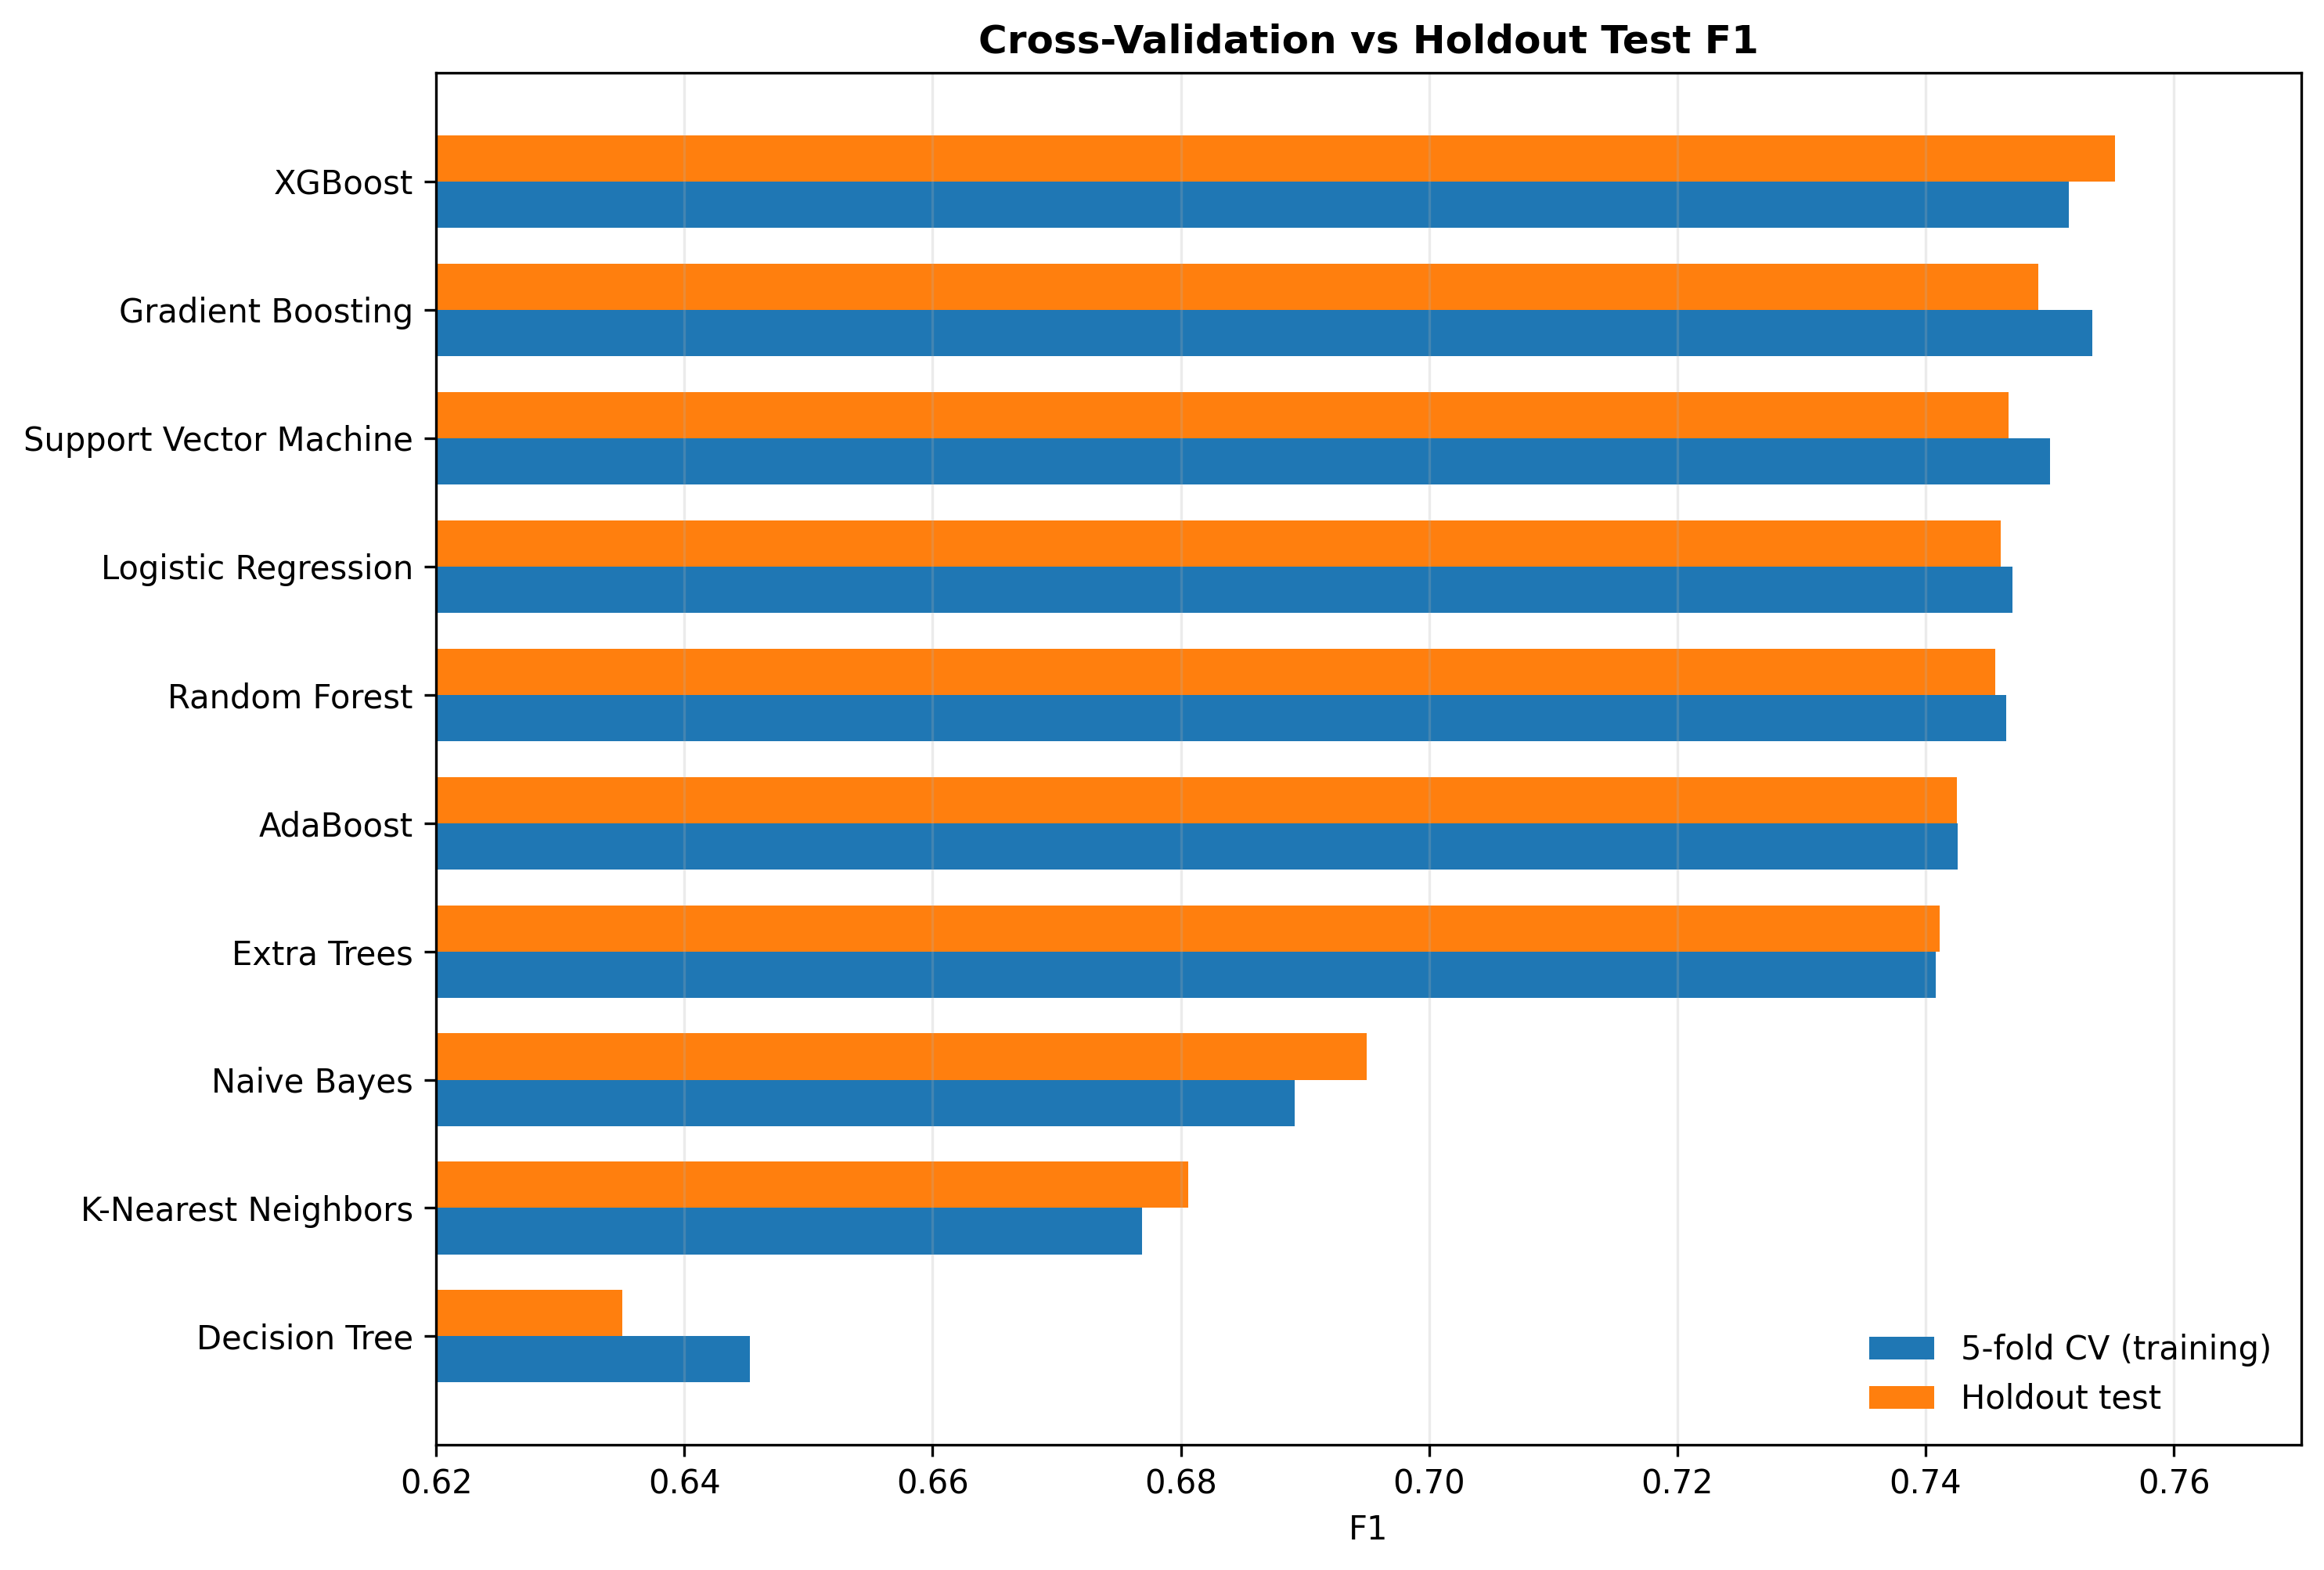 Cross-Validation vs Holdout Test F1
XGBoost
Gradient Boosting
Support Vector Machine
Logistic Regression
Random Forest
AdaBoost
Extra Trees
Naive Bayes
K-Nearest Neighbors
Decision Tree
5-fold CV (training)
Holdout test
0.62 0.64 0.66 0.68 0.70 0.72 0.74 0.76
F1